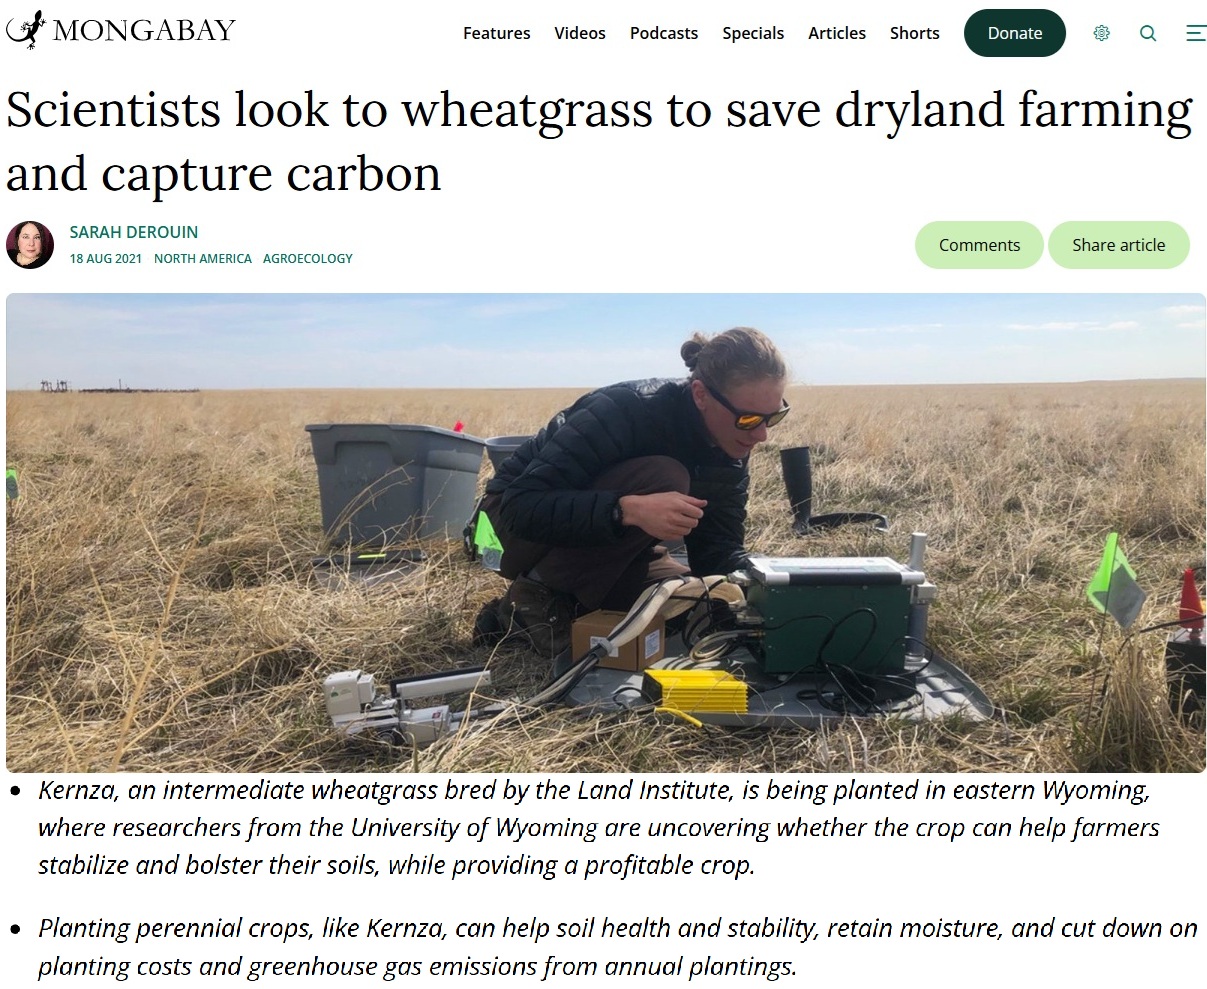 MONGABAY
Features Videos Podcasts Specials Articles Shorts Donate
Scientists look to wheatgrass to save dryland farming
and capture carbon
SARAH DEROUIN
18 AUG 2021 NORTH AMERICA AGROECOLOGY
Comments Share article
Kernza, an intermediate wheatgrass bred by the Land Institute, is being planted in eastern Wyoming,
where researchers from the University of Wyoming are uncovering whether the crop can help farmers
stabilize and bolster their soils, while providing a profitable crop.
Planting perennial crops, like Kernza, can help soil health and stability, retain moisture, and cut down on
planting costs and greenhouse gas emissions from annual plantings.